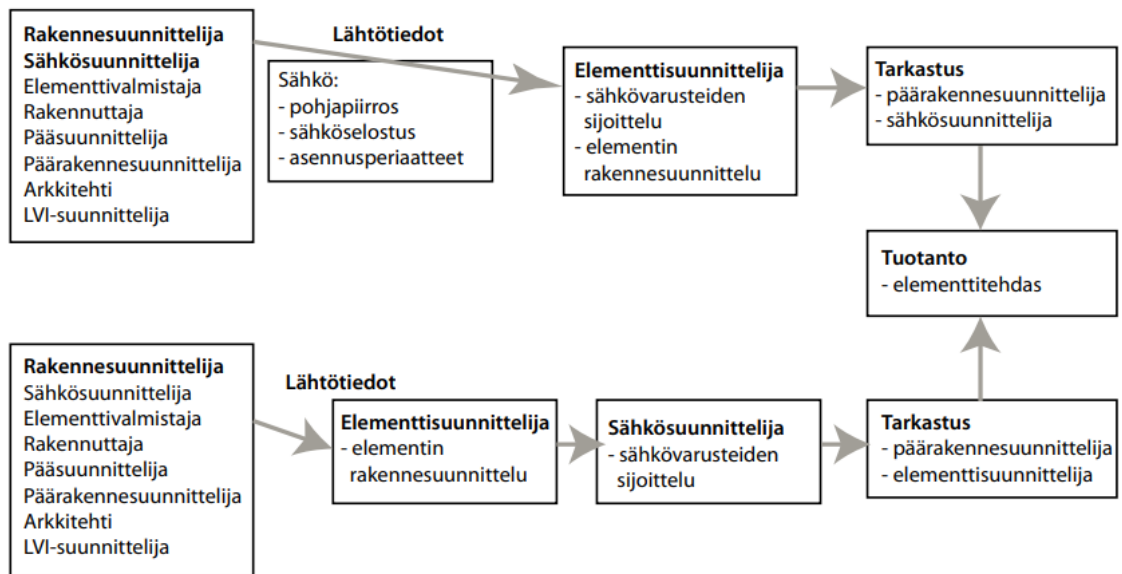 Rakennesuunnittelija
Sähkösuunnittelija
Elementtivalmistaja
Rakennuttaja
Pääsuunnittelija
Päärakennesuunnittelija
Arkkitehti
LVI-suunnittelija
Lähtötiedot
Sähkö:
- pohjapiirros
- sähköselostus
- asennusperiaatteet
Elementtisuunnittelija
- sähkövarusteiden
sijoittelu
- elementin
rakennesuunnittelu
Tarkastus
- päärakennesuunnittelija
- sähkösuunnittelija
Tuotanto
- elementtitehdas
Rakennesuunnittelija
Sähkösuunnittelija
Elementtivalmistaja
Rakennuttaja
Pääsuunnittelija
Päärakennesuunnittelija
Arkkitehti
LVI-suunnittelija
Lähtötiedot
Elementtisuunnittelija
- elementin
rakennesuunnittelu
Sähkösuunnittelija
- sähkövarusteiden
sijoittelu
Tarkastus
- päärakennesuunnittelija
- elementtisuunnittelija